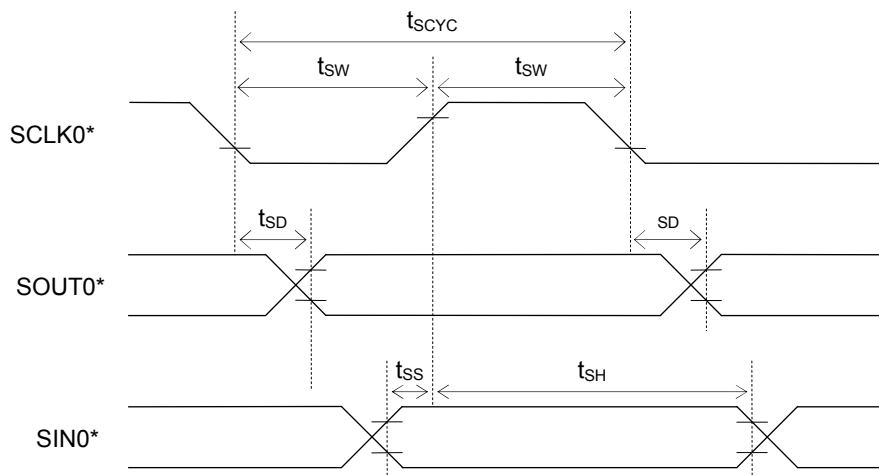 tSCYC
tSW tSW
SCLK0*
tSD SD
SOUT0*
tSS tSH
SIN0*